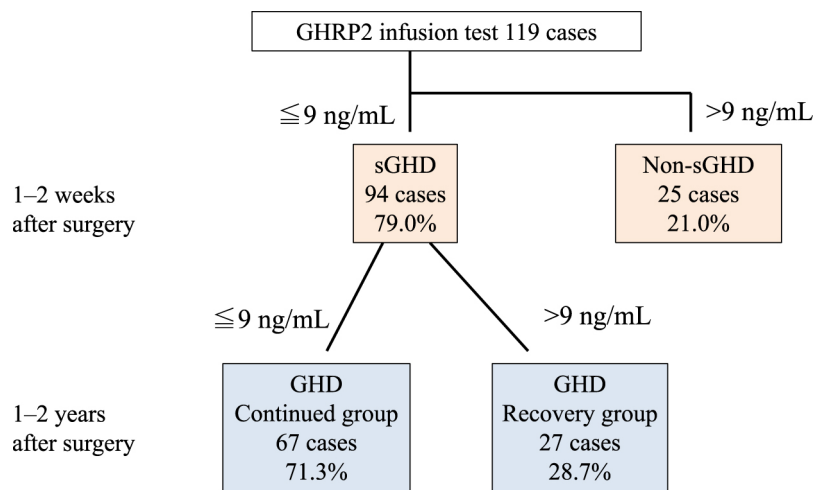 GHRP2 infusion test 119 cases
≦9 ng/mL
>9 ng/mL
1–2 weeks
after surgery
sGHD
94 cases
79.0%
Non-sGHD
25 cases
21.0%
≦9 ng/mL
>9 ng/mL
1–2 years
after surgery
GHD
Continued group
67 cases
71.3%
GHD
Recovery group
27 cases
28.7%